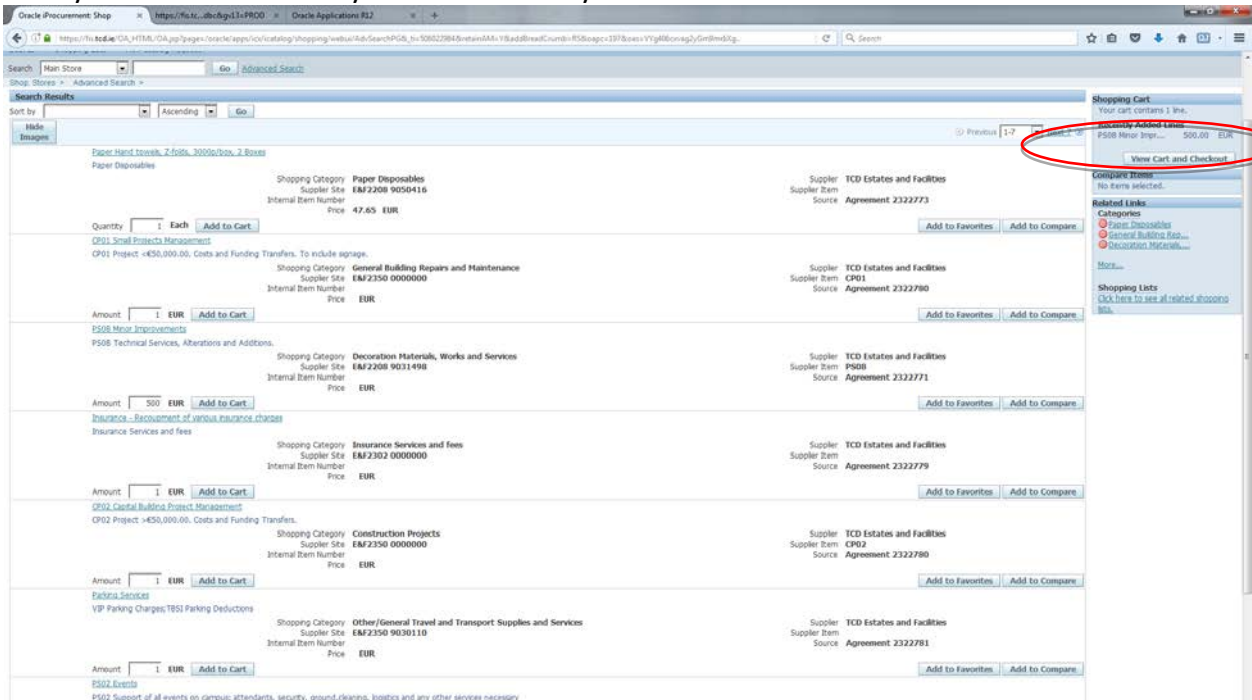 Oracle iProcurement: Shop
https://fis.tc...dbc&gv13=PROD
Oracle Applications R12
Search
Search Main Store Go Advanced Search
Shop Stores > Advanced Search >
Search Results
Sort by Ascending Go
Hide Images
Previous 1-7
Paper Hand towels, Z-folds, 3000p/box, 2 Boxes
Paper Disposables
Shopping Category Paper Disposables
Supplier TCD Estates and Facilities
Supplier Site E&F2208 9050416
Supplier Item
Internal Item Number
Source Agreement 2322773
Price 47.65 EUR
Quantity 1 Each Add to Cart
Add to Favorites Add to Compare
CP01 Small Projects Management
CP01 Project <€50,000.00. Costs and Funding Transfers. To include signage.
Shopping Category General Building Repairs and Maintenance
Supplier TCD Estates and Facilities
Supplier Site E&F2350 0000000
Supplier Item CP01
Internal Item Number
Source Agreement 2322780
Price EUR
Amount 1 EUR Add to Cart
Add to Favorites Add to Compare
PS08 Minor Improvements
PS08 Technical Services, Alterations and Additions.
Shopping Category Decoration Materials, Works and Services
Supplier TCD Estates and Facilities
Supplier Site E&F2208 9031498
Supplier Item PS08
Internal Item Number
Source Agreement 2322771
Price EUR
Amount 500 EUR Add to Cart
Add to Favorites Add to Compare
Insurance - Recoupment of various insurance charges
Insurance Services and fees
Shopping Category Insurance Services and fees
Supplier TCD Estates and Facilities
Supplier Site E&F2302 0000000
Supplier Item
Internal Item Number
Source Agreement 2322779
Price EUR
Amount 1 EUR Add to Cart
Add to Favorites Add to Compare
CP02 Capital Building Project Management
CP02 Project >€50,000.00. Costs and Funding Transfers.
Shopping Category Construction Projects
Supplier TCD Estates and Facilities
Supplier Site E&F2350 0000000
Supplier Item CP02
Internal Item Number
Source Agreement 2322780
Price EUR
Amount 1 EUR Add to Cart
Add to Favorites Add to Compare
Parking Services
VIP Parking Charges;TBSI Parking Deductions
Shopping Category Other/General Travel and Transport Supplies and Services
Supplier TCD Estates and Facilities
Supplier Site E&F2350 9030110
Supplier Item
Internal Item Number
Source Agreement 2322781
Price EUR
Amount 1 EUR Add to Cart
Add to Favorites Add to Compare
PS02 Events
PS02 Support of all events on campus; attendants, security, ground,cleaning, logistics and any other services necessary
Shopping Cart
Your cart contains 1 line.
Recently Added Lines
PS08 Minor Impr... 500.00 EUR
View Cart and Checkout
Compare Items
No items selected.
Related Links
Categories
Paper Disposables
General Building Rep...
Decoration Materials,...
More...
Shopping Lists
Click here to see all related shopping lists.